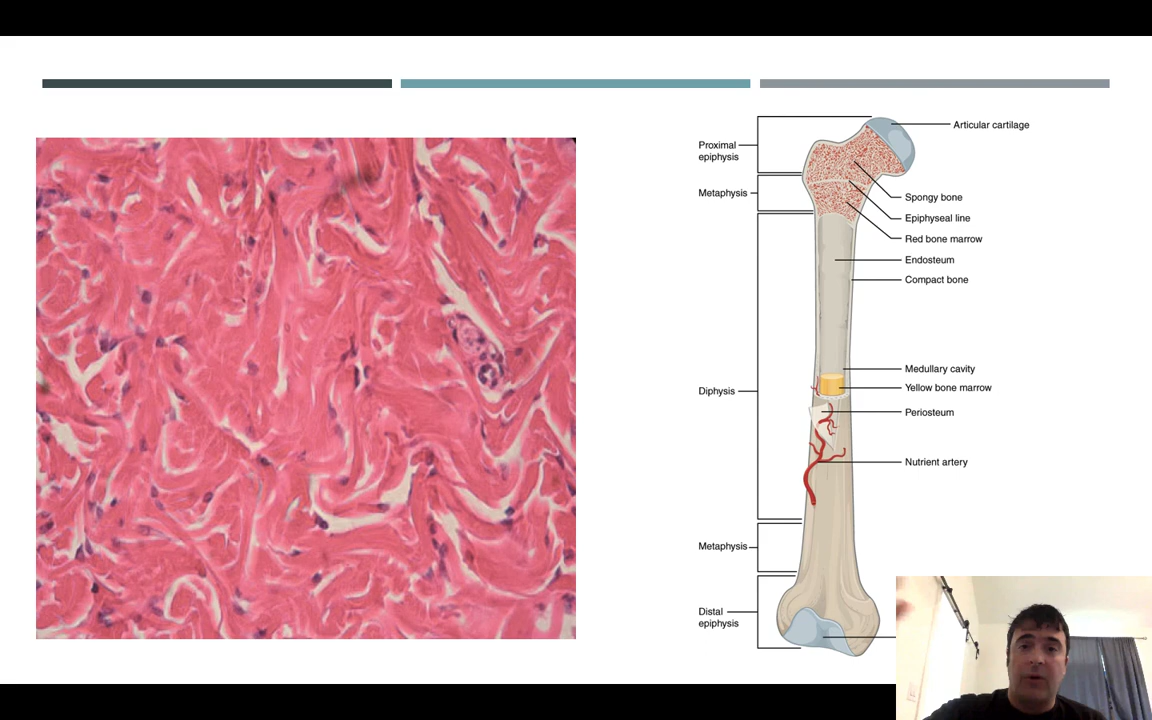 Articular cartilage
Proximal
epiphysis
Metaphysis
Spongy bone
Epiphyseal line
Red bone marrow
Endosteum
Compact bone
Medullary cavity
Yellow bone marrow
Diphysis
Periosteum
Nutrient artery
Metaphysis
Distal
epiphysis